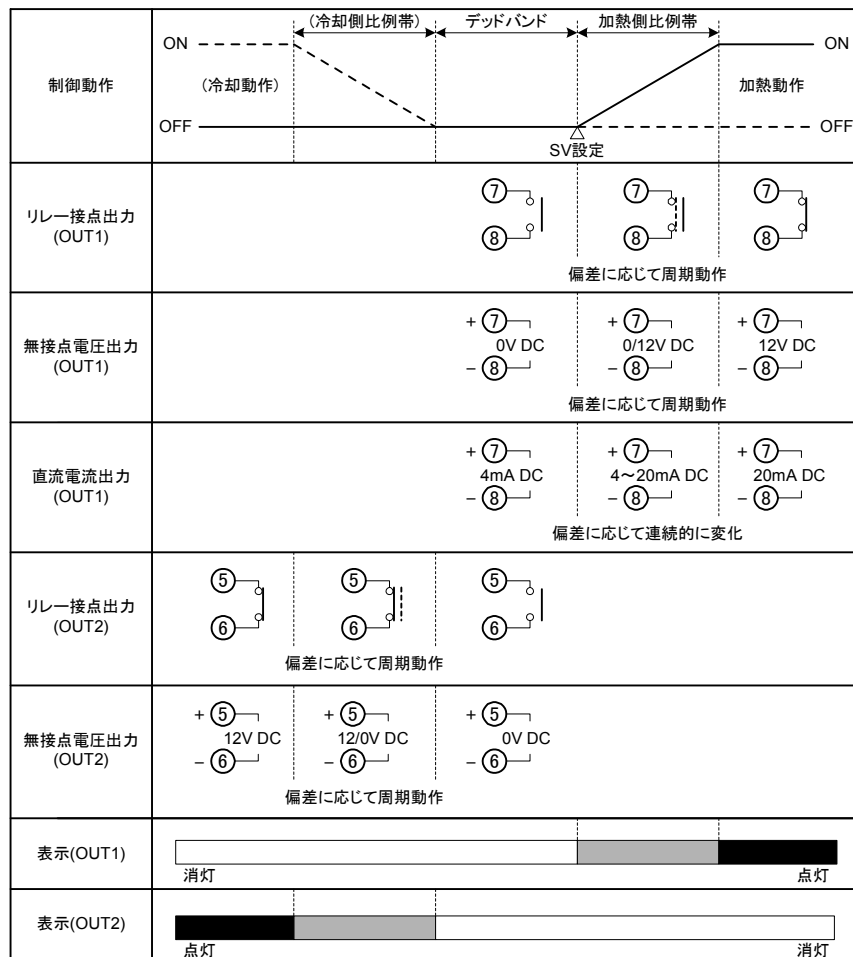 (冷却側比例帯) デッドバンド 加熱側比例帯
ON ON
制御動作 (冷却動作) 加熱動作
OFF OFF
SV設定
リレー接点出力
(OUT1)
⑦ ⑦ ⑦
⑧ ⑧ ⑧
偏差に応じて周期動作
無接点電圧出力
(OUT1)
+ ⑦ + ⑦ + ⑦
0V DC 0/12V DC 12V DC
− ⑧ − ⑧ − ⑧
偏差に応じて周期動作
直流電流出力
(OUT1)
+ ⑦ + ⑦ + ⑦
4mA DC 4～20mA DC 20mA DC
− ⑧ − ⑧ − ⑧
偏差に応じて連続的に変化
リレー接点出力
(OUT2)
⑤ ⑤ ⑤
⑥ ⑥ ⑥
偏差に応じて周期動作
無接点電圧出力
(OUT2)
+ ⑤ + ⑤ + ⑤
12V DC 12/0V DC 0V DC
− ⑥ − ⑥ − ⑥
偏差に応じて周期動作
表示(OUT1)
消灯 点灯
表示(OUT2)
点灯 消灯